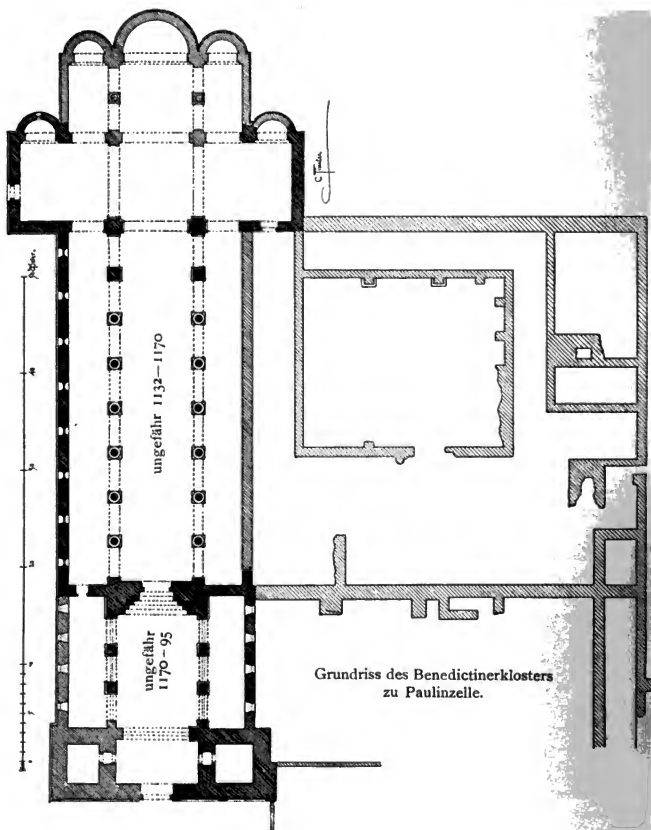 ungefähr 1132—1170
ungefähr
1170-95
Grundriss des Benedictinerklosters
zu Paulinzelle.